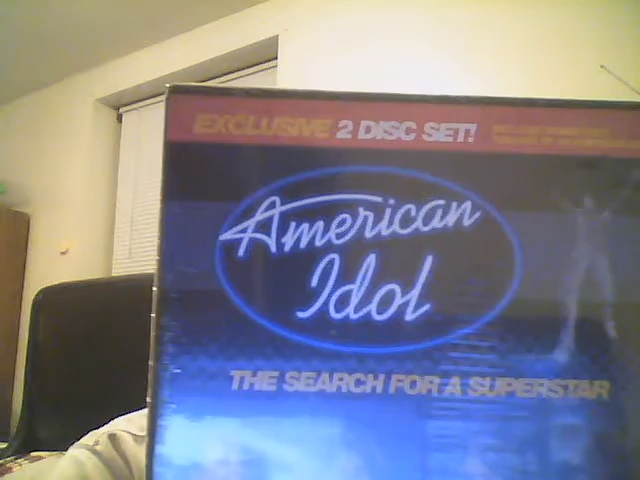 EXCLUSIVE 2 DISC SET!
American
Idol
THE SEARCH FOR A SUPERSTAR